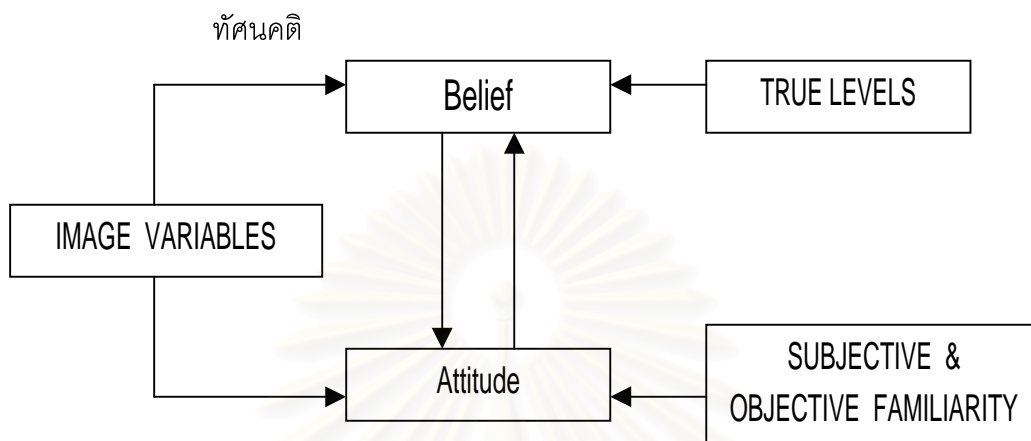 ทัศนคติ
Belief
TRUE LEVELS
IMAGE VARIABLES
Attitude
SUBJECTIVE &
OBJECTIVE FAMILIARITY